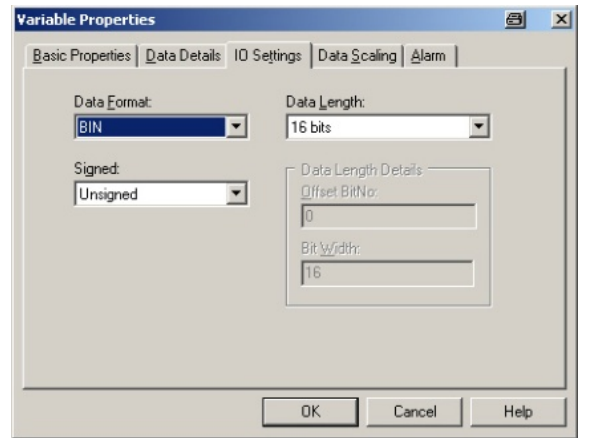 Variable Properties
Basic Properties Data Details IO Settings Data Scaling Alarm
Data Format: Data Length:
BIN 16 bits
Signed: Data Length Details
Unsigned Offset BitNo:
0
Bit Width:
16
OK Cancel Help